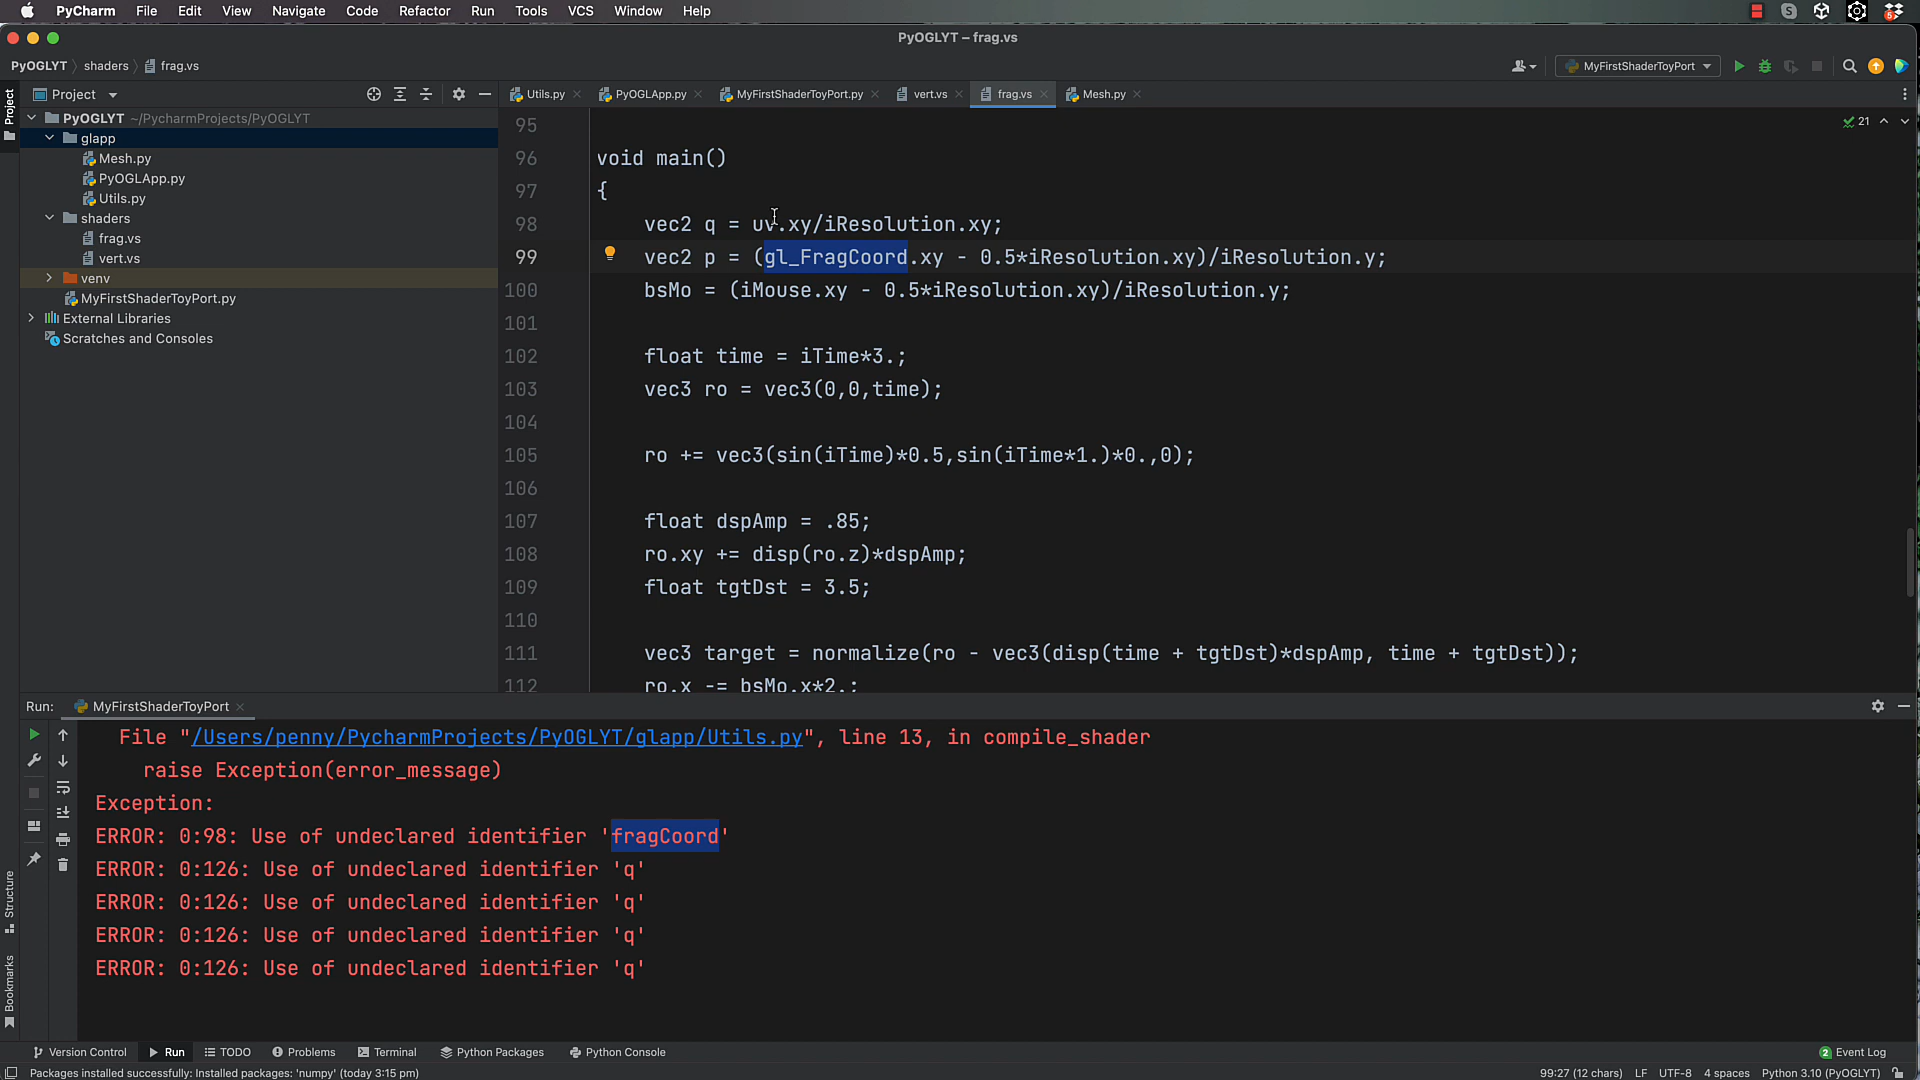 PyCharm File Edit View Navigate Code Refactor Run Tools VCS Window Help
PyOGLYT – frag.vs
PyOGLYT shaders frag.vs
MyFirstShaderToyPort
Project
Project
Utils.py PyOGLApp.py MyFirstShaderToyPort.py vert.vs frag.vs Mesh.py
PyOGLYT ~/PycharmProjects/PyOGLYT
glapp
Mesh.py
PyOGLApp.py
Utils.py
shaders
frag.vs
vert.vs
venv
MyFirstShaderToyPort.py
External Libraries
Scratches and Consoles
21
95
96 void main()
97 {
98 vec2 q = uv.xy/iResolution.xy;
99 vec2 p = (gl_FragCoord.xy - 0.5*iResolution.xy)/iResolution.y;
100 bsMo = (iMouse.xy - 0.5*iResolution.xy)/iResolution.y;
101
102 float time = iTime*3.;
103 vec3 ro = vec3(0,0,time);
104
105 ro += vec3(sin(iTime)*0.5,sin(iTime*1.)*0.,0);
106
107 float dspAmp = .85;
108 ro.xy += disp(ro.z)*dspAmp;
109 float tgtDst = 3.5;
110
111 vec3 target = normalize(ro - vec3(disp(time + tgtDst)*dspAmp, time + tgtDst));
112 ro.x -= bsMo.x*2.;
Run: MyFirstShaderToyPort
File "/Users/penny/PycharmProjects/PyOGLYT/glapp/Utils.py", line 13, in compile_shader
raise Exception(error_message)
Exception:
ERROR: 0:98: Use of undeclared identifier 'fragCoord'
ERROR: 0:126: Use of undeclared identifier 'q'
ERROR: 0:126: Use of undeclared identifier 'q'
ERROR: 0:126: Use of undeclared identifier 'q'
ERROR: 0:126: Use of undeclared identifier 'q'
Structure
Bookmarks
Version Control Run TODO Problems Terminal Python Packages Python Console 2 Event Log
Packages installed successfully: Installed packages: 'numpy' (today 3:15 pm) 99:27 (12 chars) LF UTF-8 4 spaces Python 3.10 (PyOGLYT)